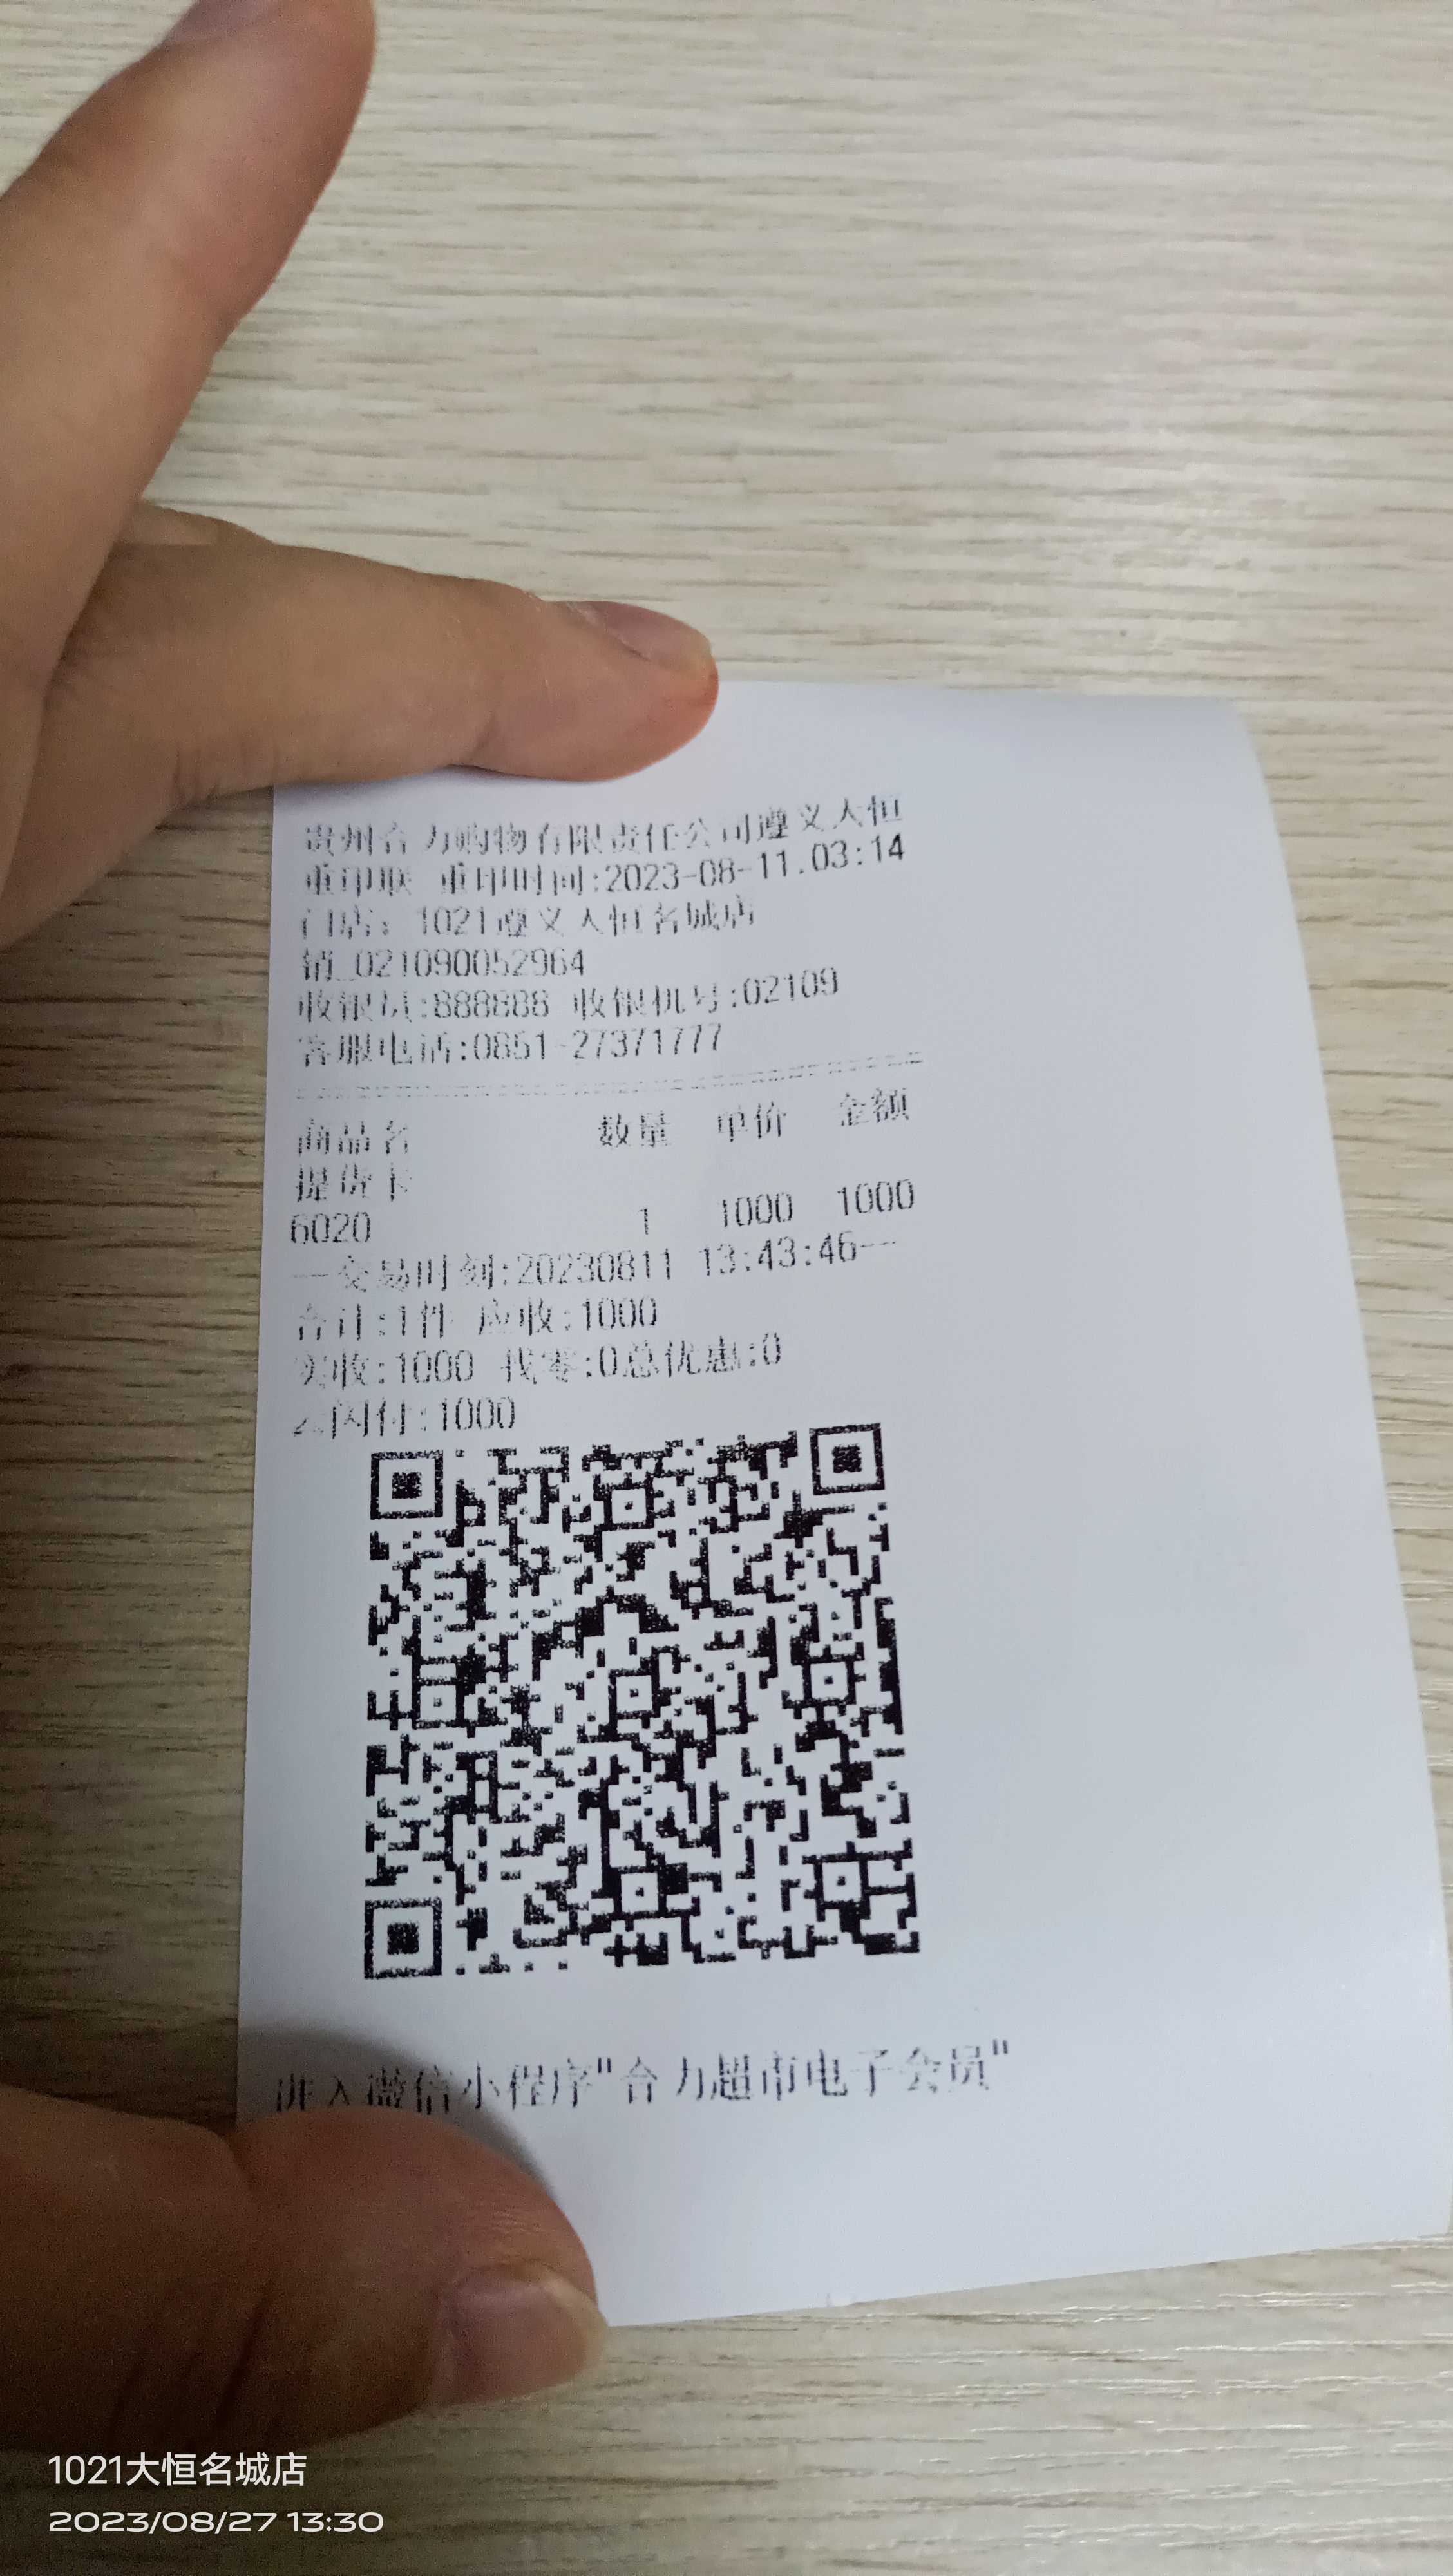 贵州合力购物有限责任公司遵义大恒
重印联 重印时间:2023-08-11.03:14
门店: 1021遵义大恒名城店
销_021090052964
收银员:888888 收银机号:02109
客服电话:0851-27371777
商品名 数量 单价 金额
提货卡
6020 1 1000 1000
—交易时刻:20230811 13:43:46--
合计:1件 应收:1000
实收:1000 找零:0总优惠:0
云闪付:1000
进入微信小程序"合力超市电子会员"
1021大恒名城店
2023/08/27 13:30